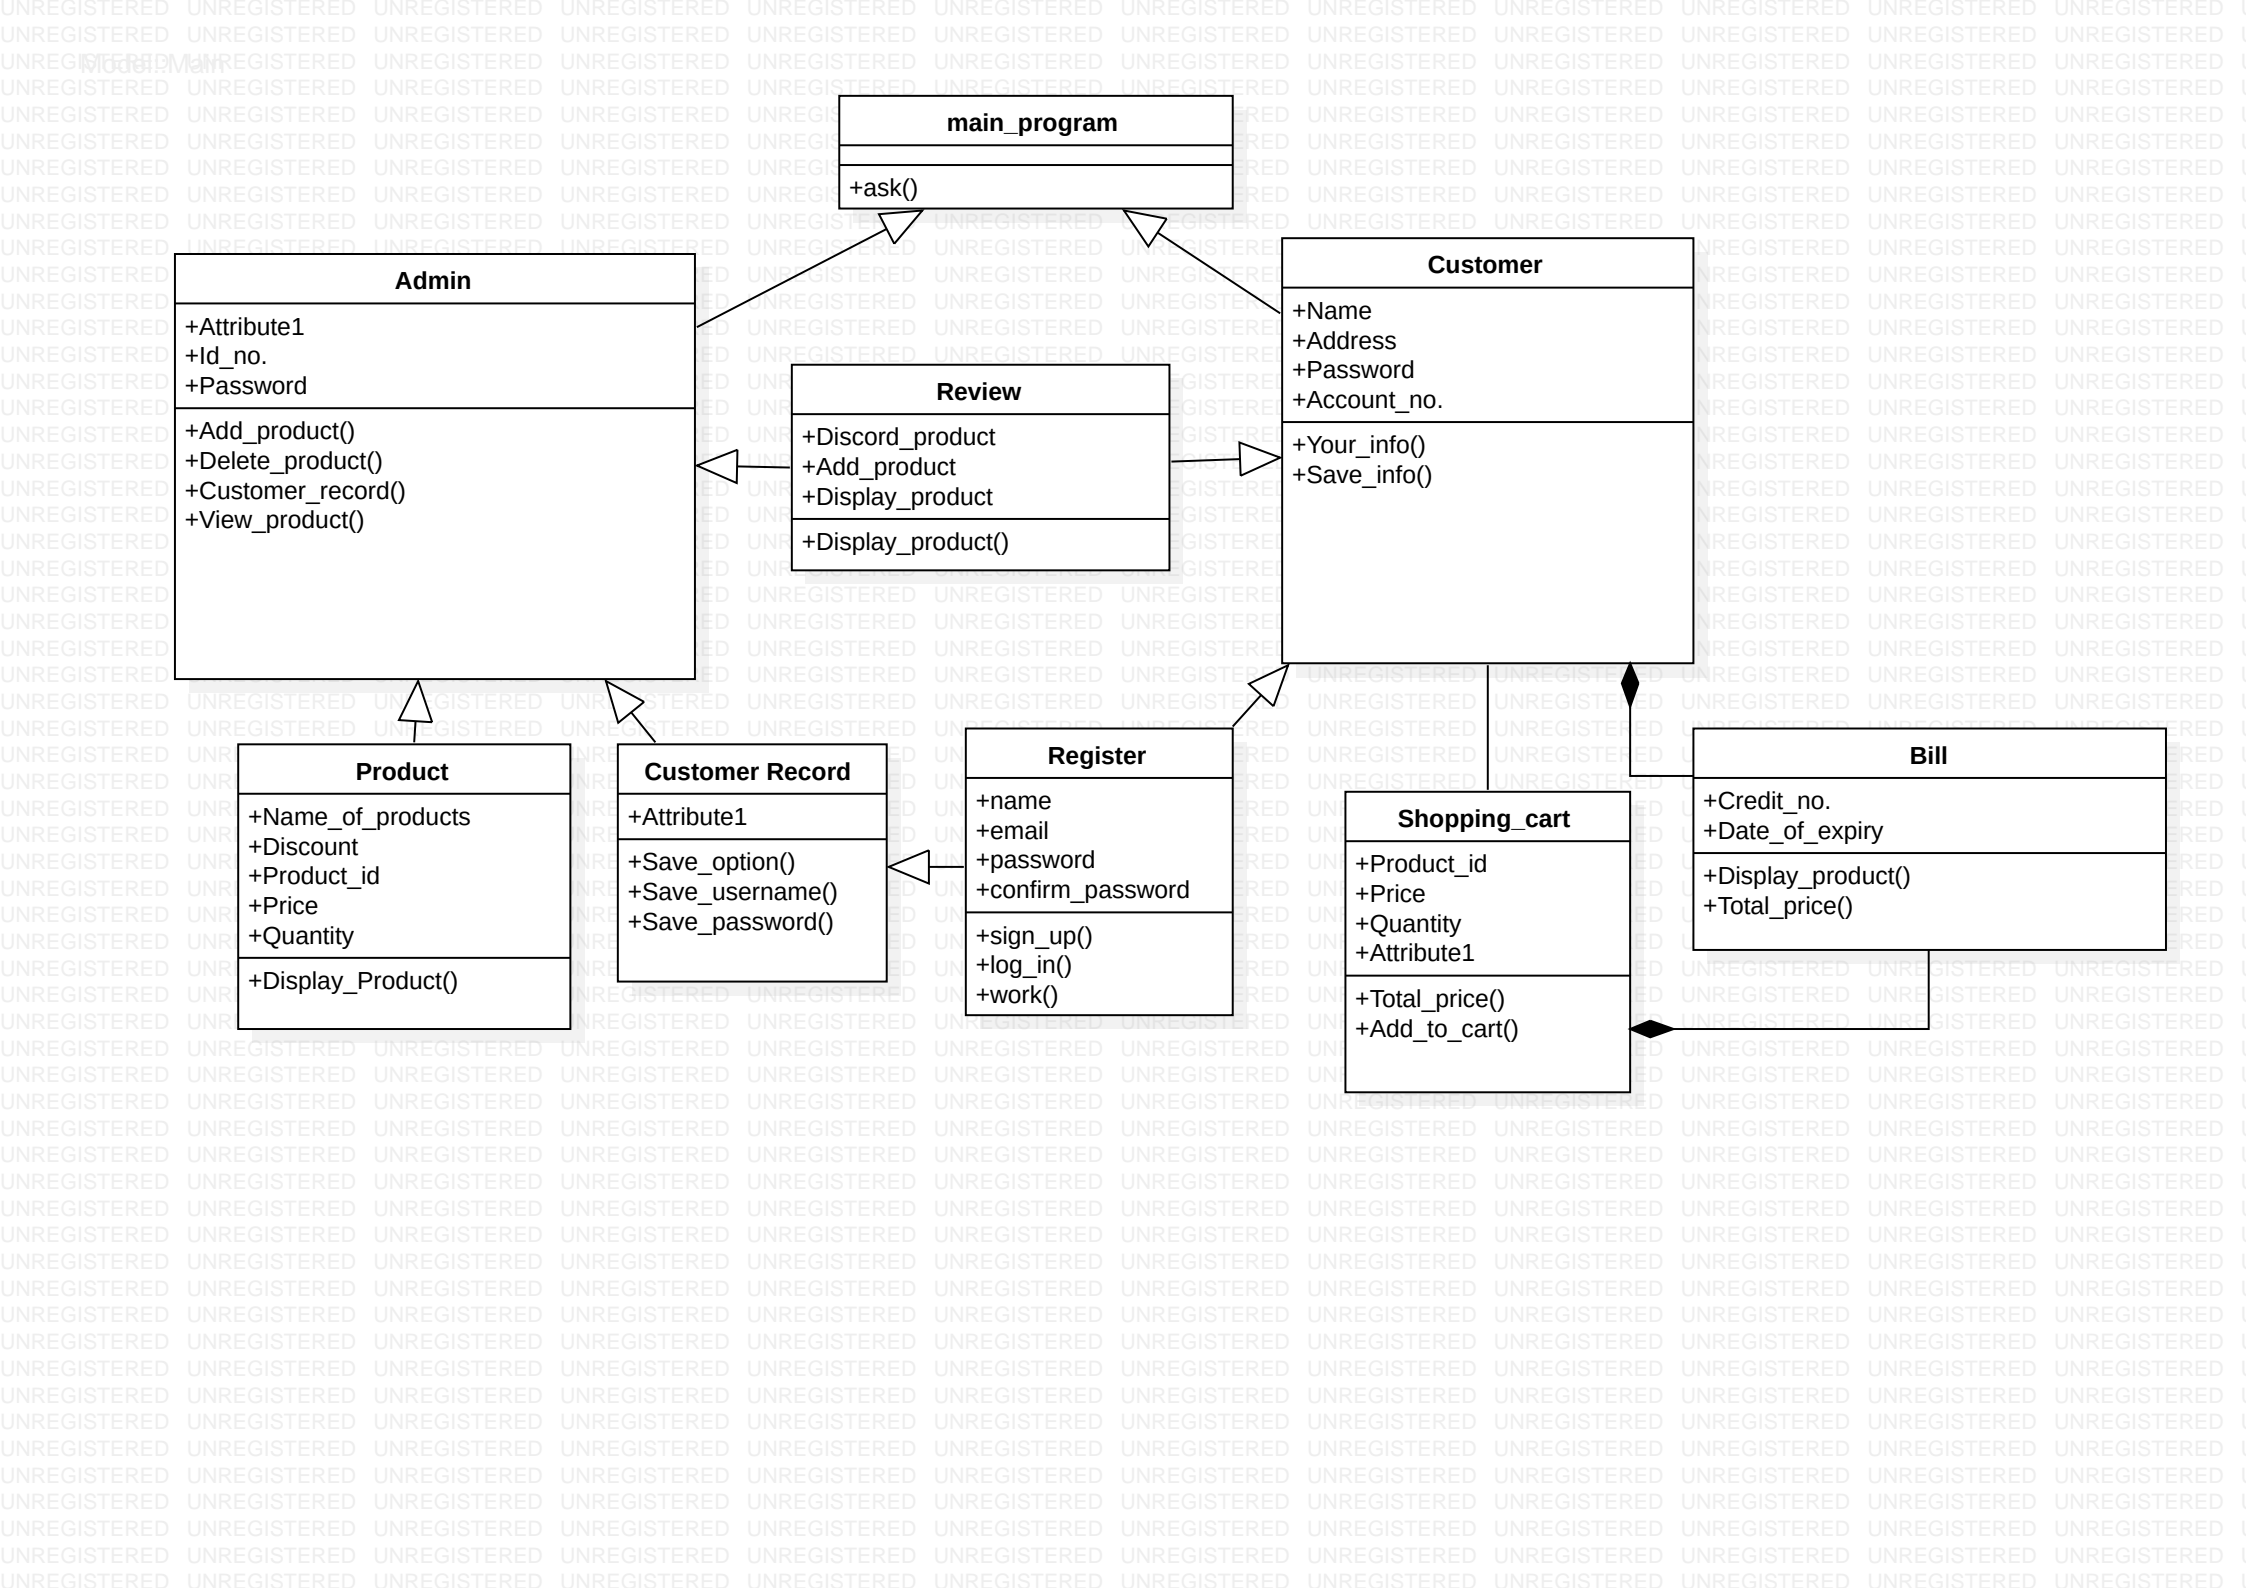 Model::Main
main_program
+ask()
Admin
+Attribute1
+Id_no.
+Password
+Add_product()
+Delete_product()
+Customer_record()
+View_product()
Review
+Discord_product
+Add_product
+Display_product
+Display_product()
Customer
+Name
+Address
+Password
+Account_no.
+Your_info()
+Save_info()
Product
+Name_of_products
+Discount
+Product_id
+Price
+Quantity
+Display_Product()
Customer Record
+Attribute1
+Save_option()
+Save_username()
+Save_password()
Register
+name
+email
+password
+confirm_password
+sign_up()
+log_in()
+work()
Shopping_cart
+Product_id
+Price
+Quantity
+Attribute1
+Total_price()
+Add_to_cart()
Bill
+Credit_no.
+Date_of_expiry
+Display_product()
+Total_price()
UNREGISTERED